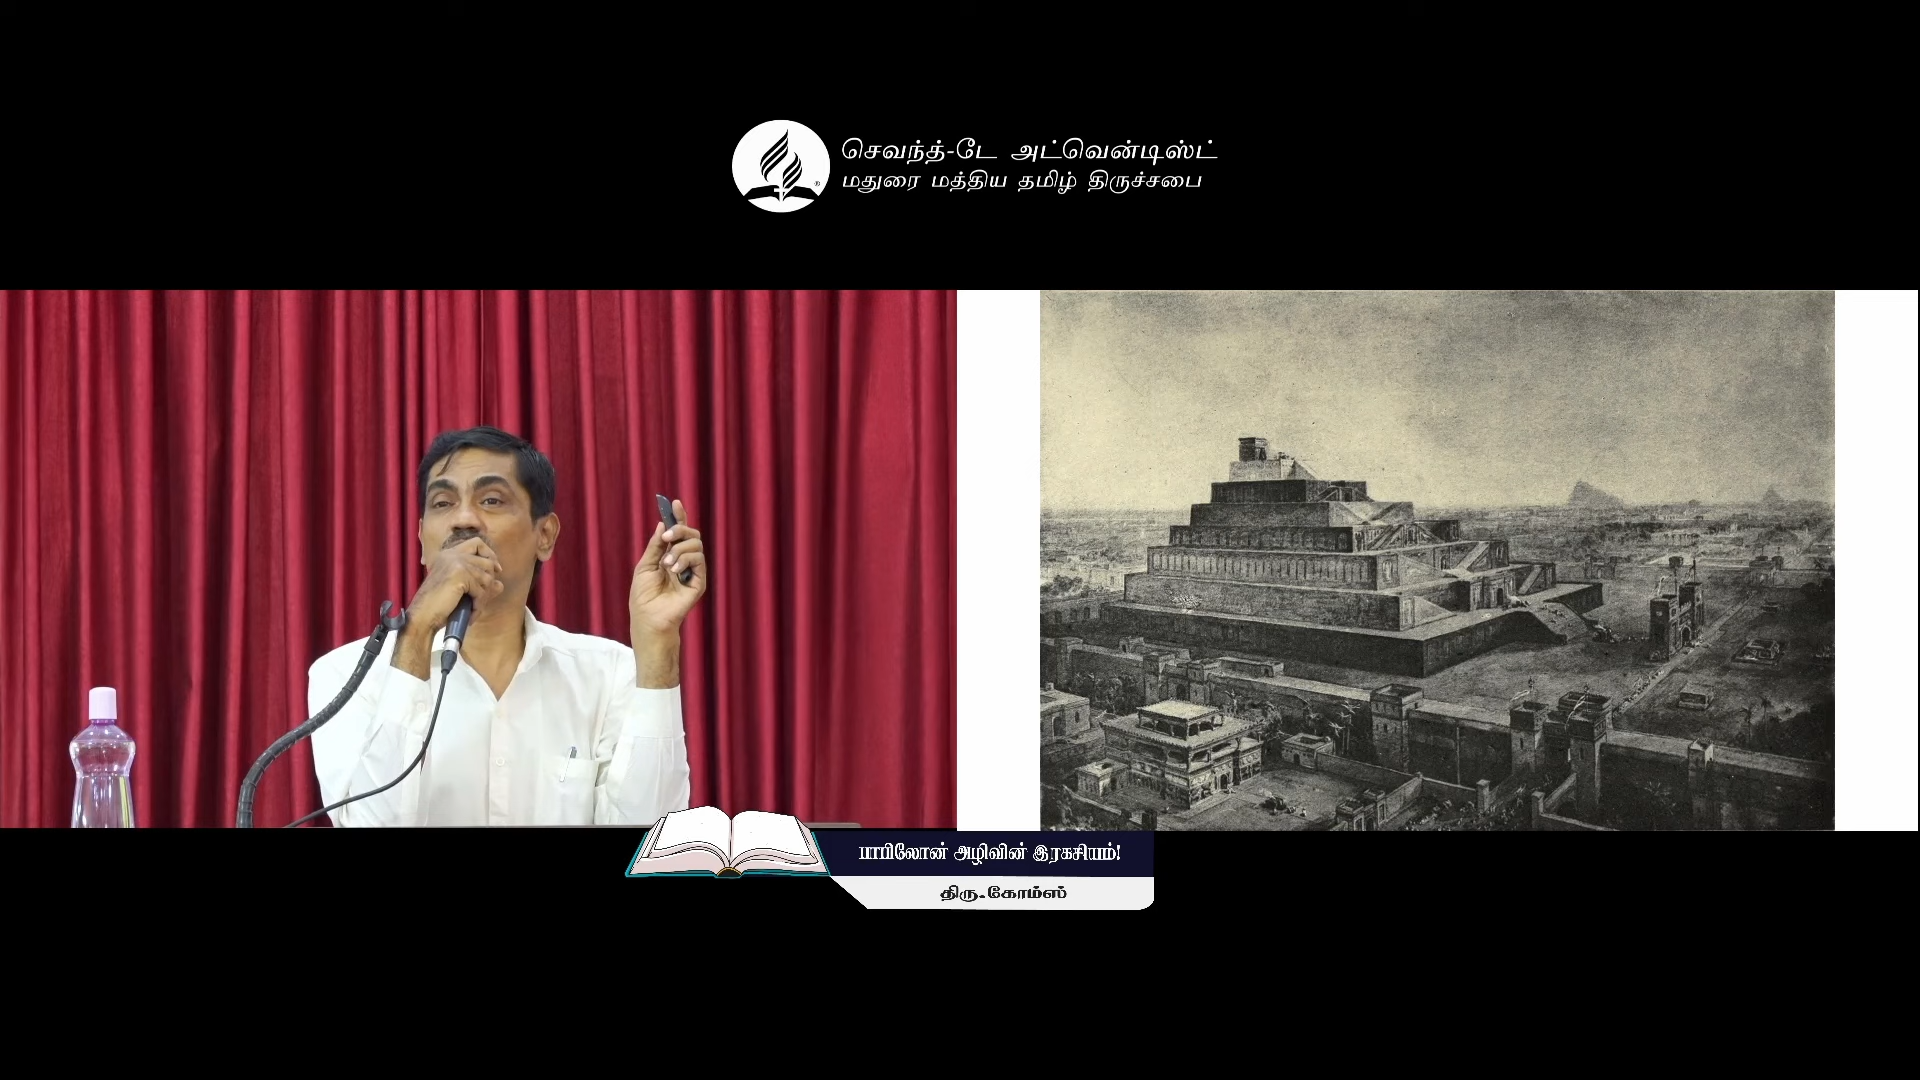 செவந்த்-டே அட்வென்டிஸ்ட்
மதுரை மத்திய தமிழ் திருச்சபை
பாபிலோன் அழிவின் இரகசியம்!
திரு.கோம்ஸ்